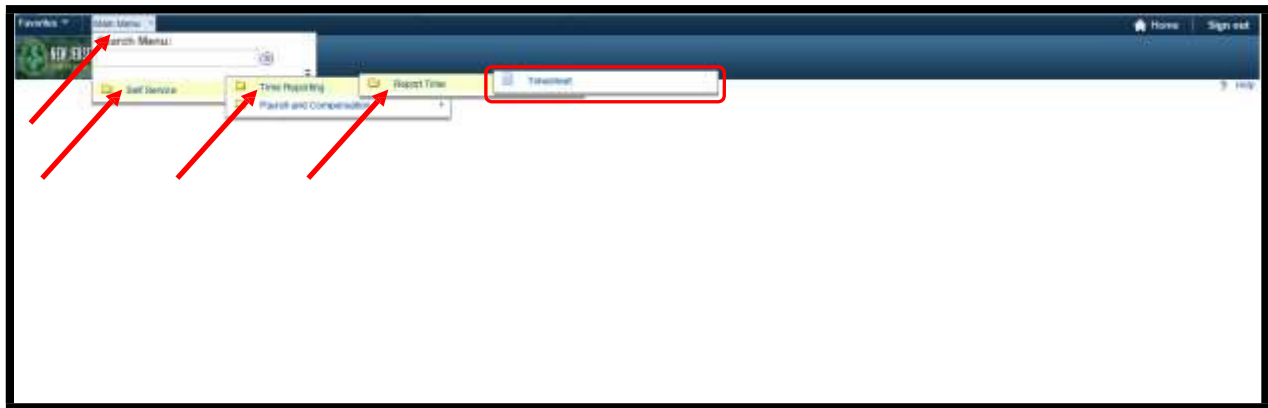 Favorites Main Menu Home Sign out
Search Menu:
Self Service Time Reporting Report Time Timesheet Help
Payroll and Compensation